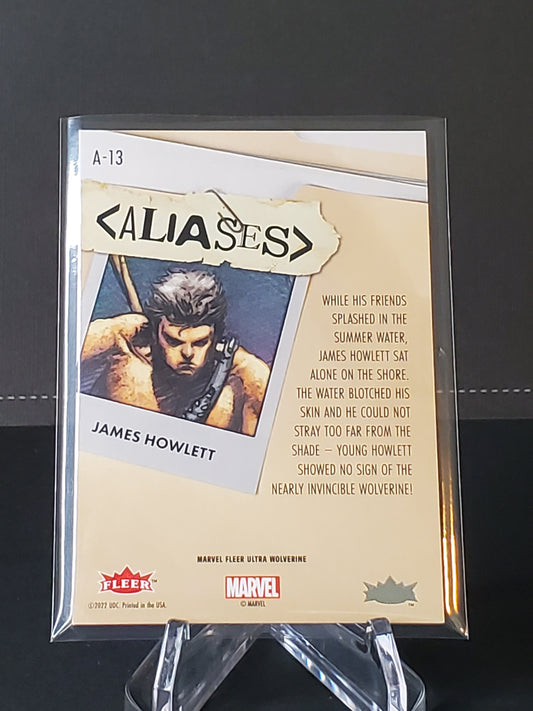 A-13
<ALIASES>
JAMES HOWLETT
WHILE HIS FRIENDS
SPLASHED IN THE
SUMMER WATER,
JAMES HOWLETT SAT
ALONE ON THE SHORE.
THE WATER BLOTCHED HIS
SKIN AND HE COULD NOT
STRAY TOO FAR FROM THE
SHADE – YOUNG HOWLETT
SHOWED NO SIGN OF THE
NEARLY INVINCIBLE WOLVERINE!
MARVEL FLEER ULTRA WOLVERINE
FLEER™
©2022 UDC. Printed in the USA.
MARVEL
© MARVEL
™